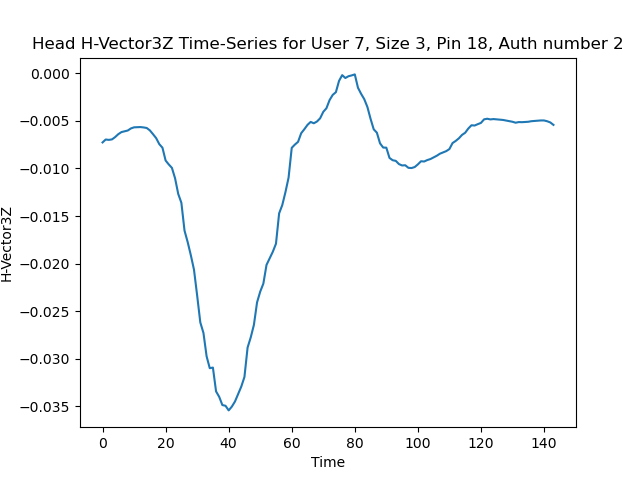 Head H-Vector3Z Time-Series for User 7, Size 3, Pin 18, Auth number 2
H-Vector3Z
0.000
−0.005
−0.010
−0.015
−0.020
−0.025
−0.030
−0.035
0 20 40 60 80 100 120 140
Time